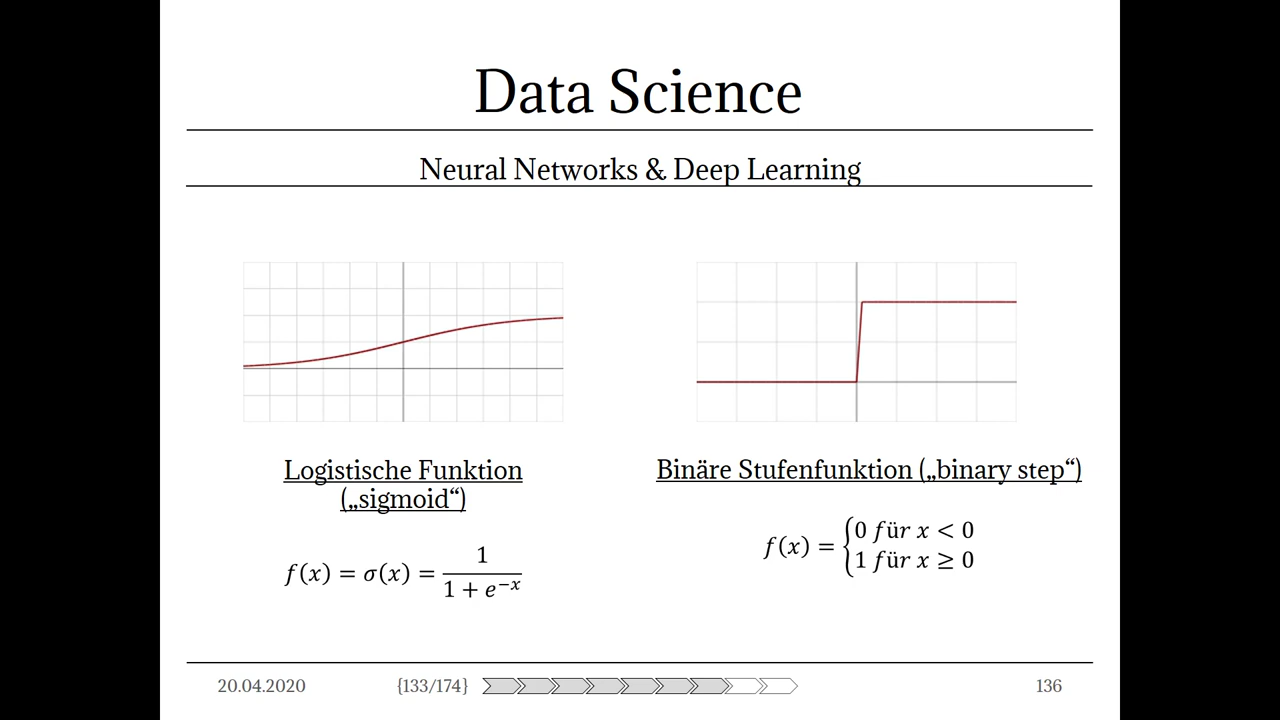 Data Science
Neural Networks & Deep Learning
Logistische Funktion
(„sigmoid“)
f(x) = σ(x) = 1 / (1 + e^{−x})
Binäre Stufenfunktion („binary step“)
f(x) = {0 für x < 0
1 für x ≥ 0
20.04.2020
{133/174}
136